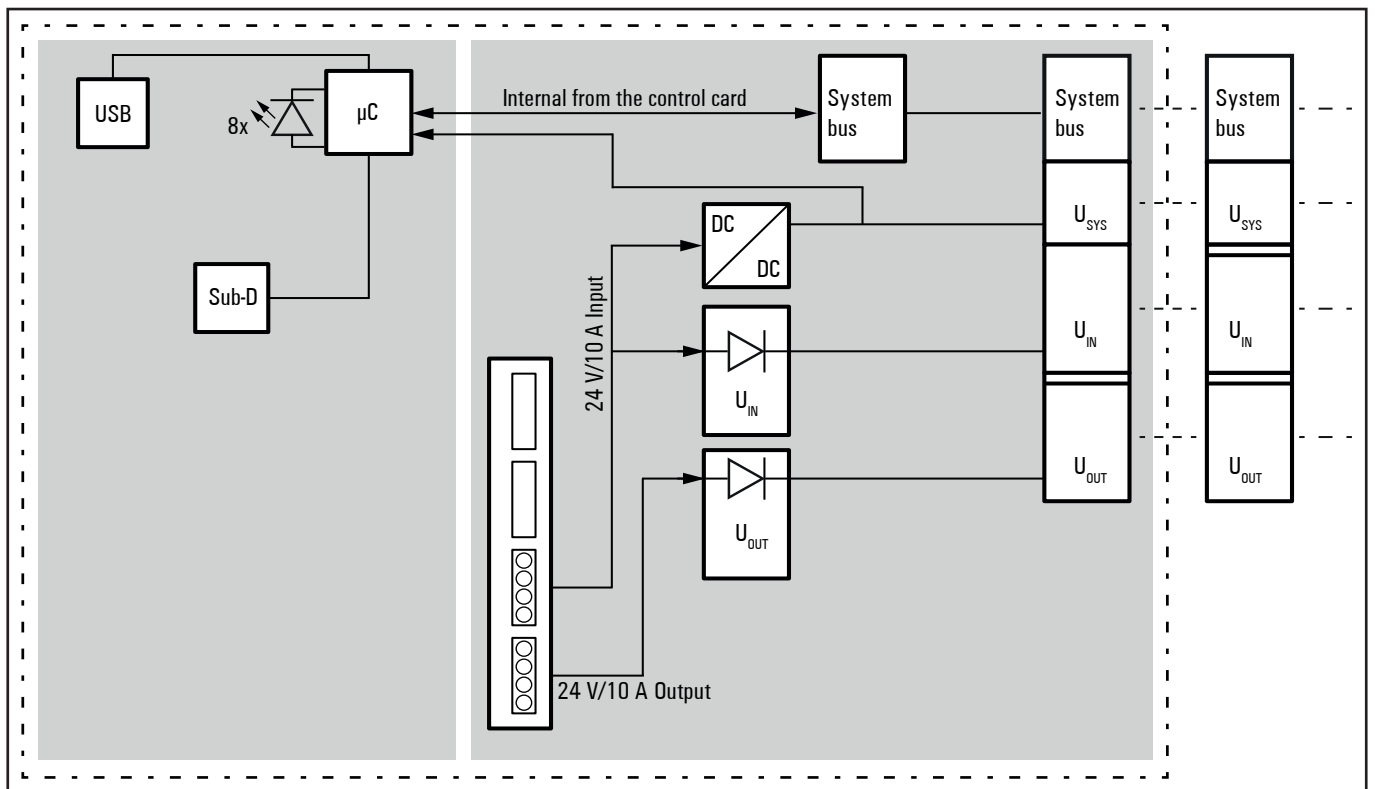 USB
8x
µC
Internal from the control card
System
bus
System
bus
System
bus
Sub-D
DC
DC
24 V/10 A Input
U_SYS
U_SYS
U_IN
U_IN
U_IN
U_OUT
U_OUT
U_OUT
24 V/10 A Output